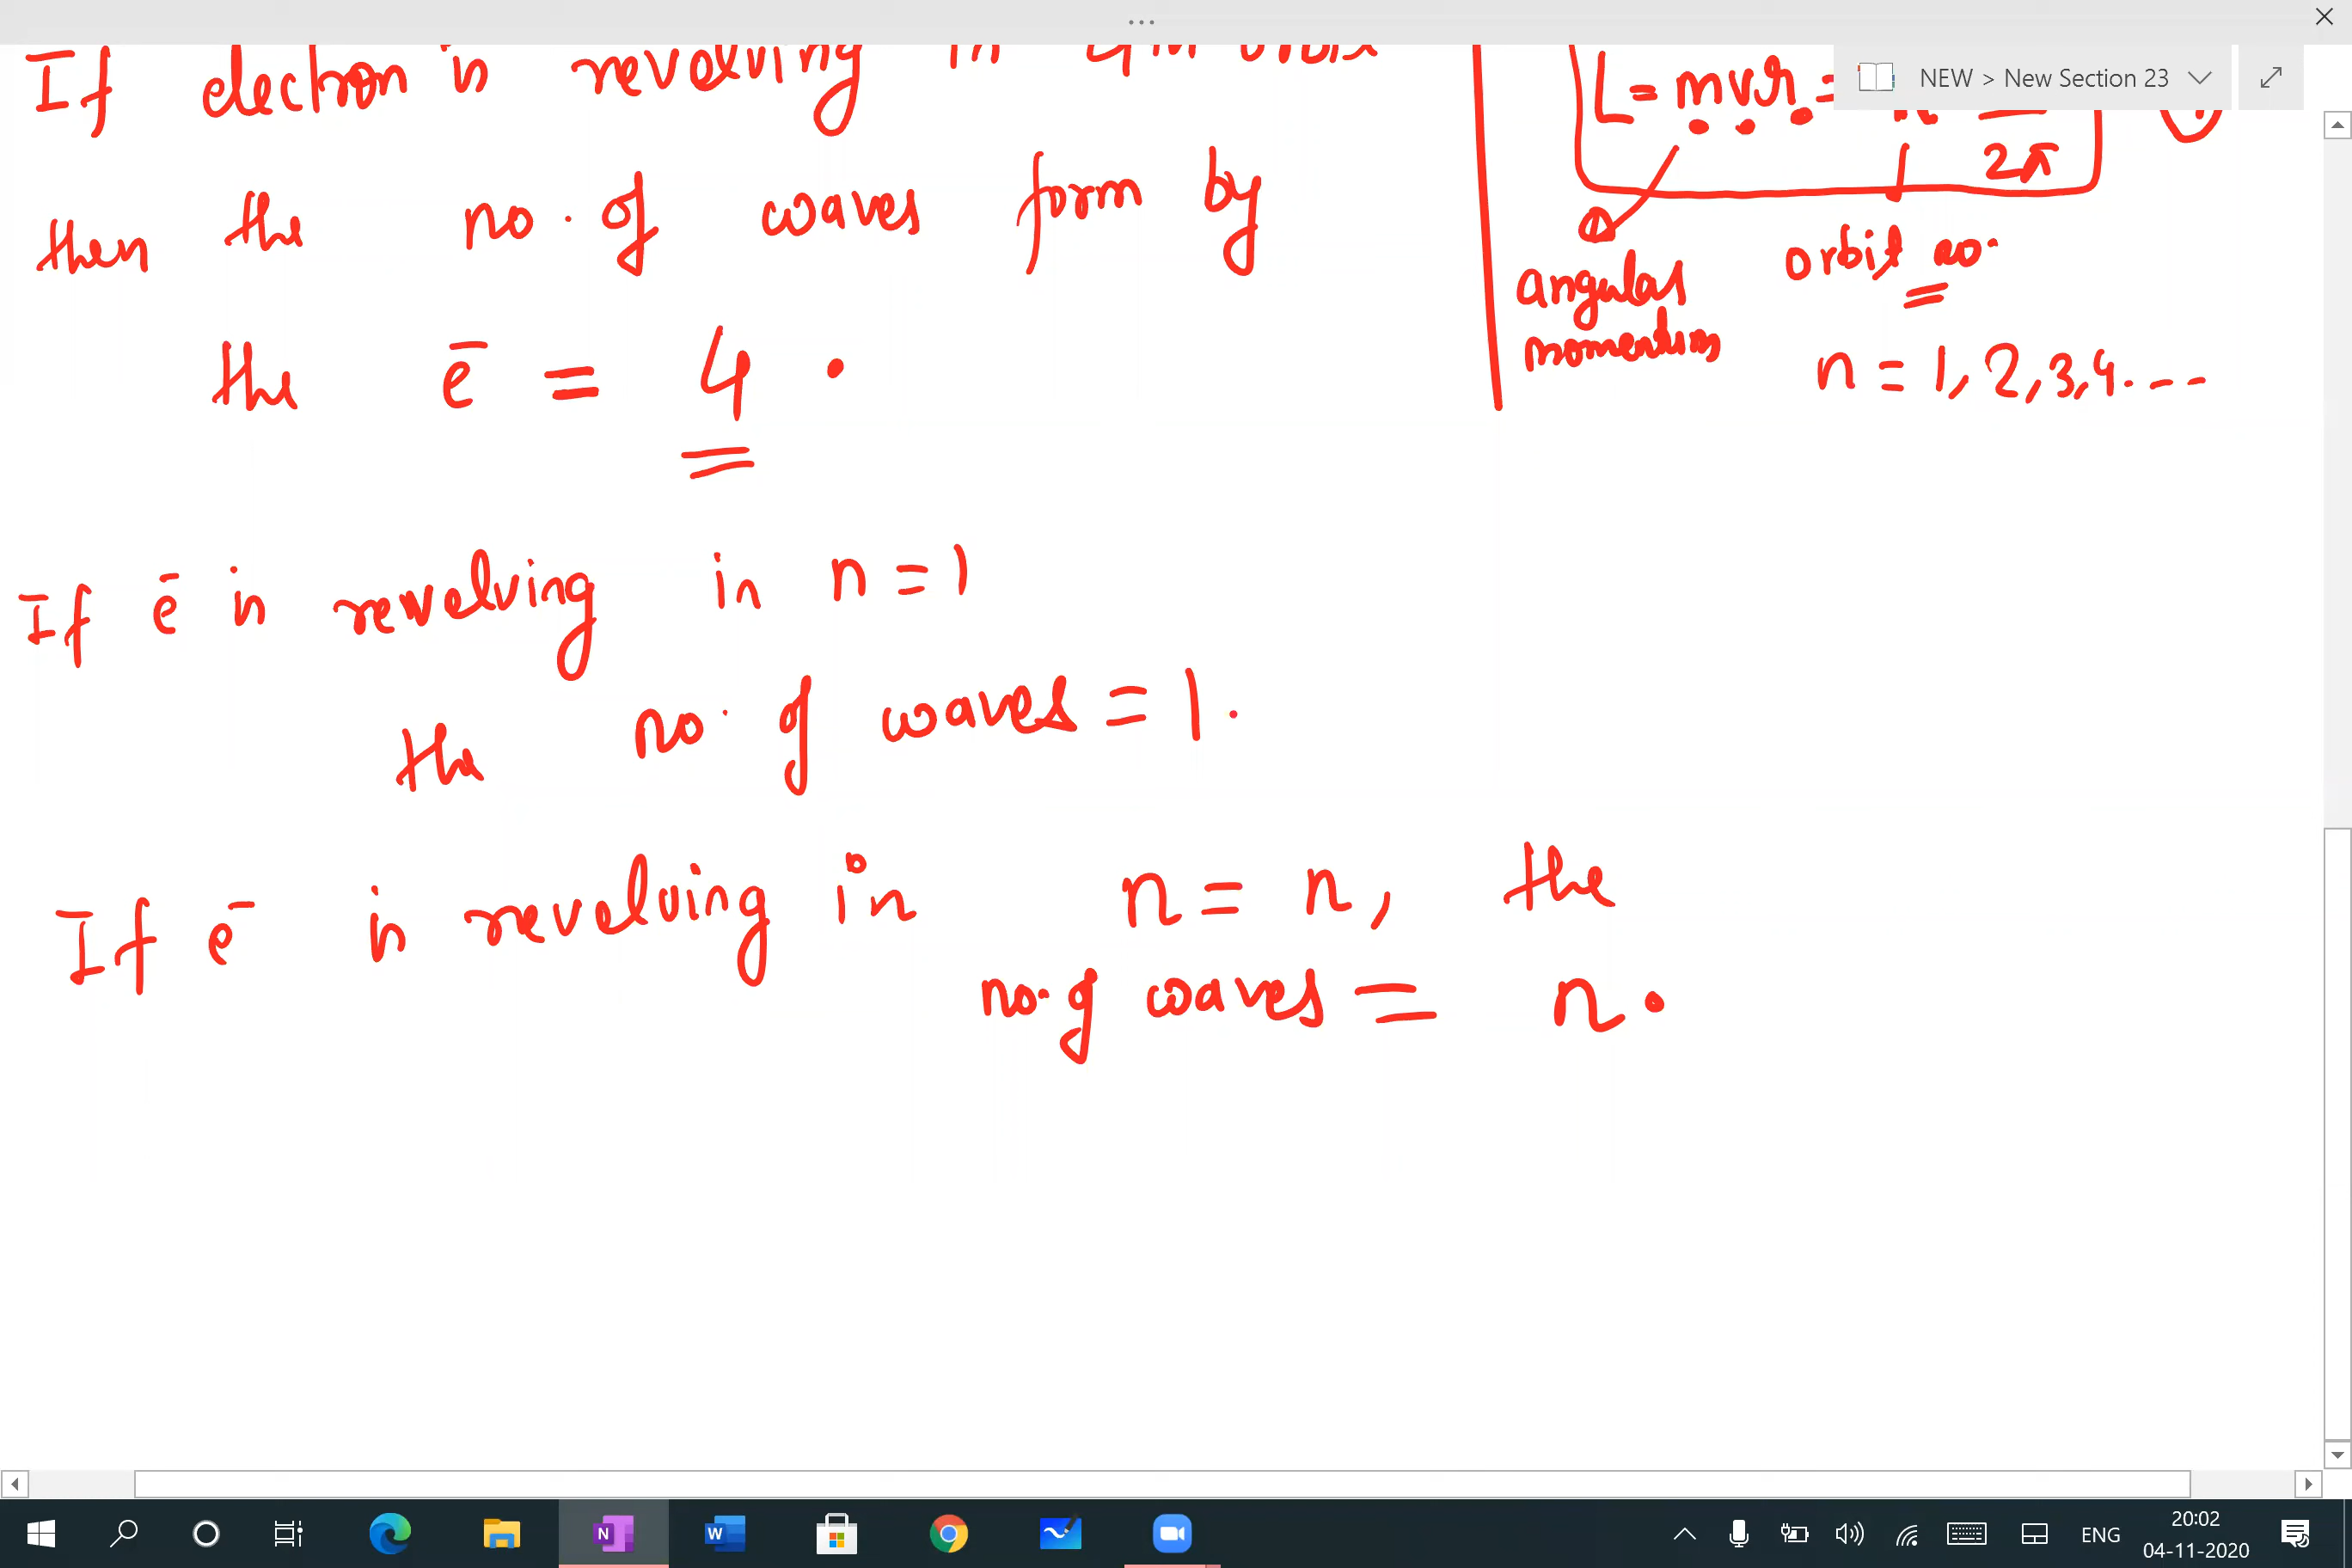 NEW > New Section 23
If electron is revolving in 4th orbit
then the no. of waves form by
the e̅ = 4 .
L = mvr =
2π
angular
momentum
orbit no.
n = 1, 2, 3, 4. ---
If e̅ is revolving in n = 1
the no. of waves = 1.
If e̅ is revolving in n = n, the
no. of waves = n.
ENG
20:02
04-11-2020